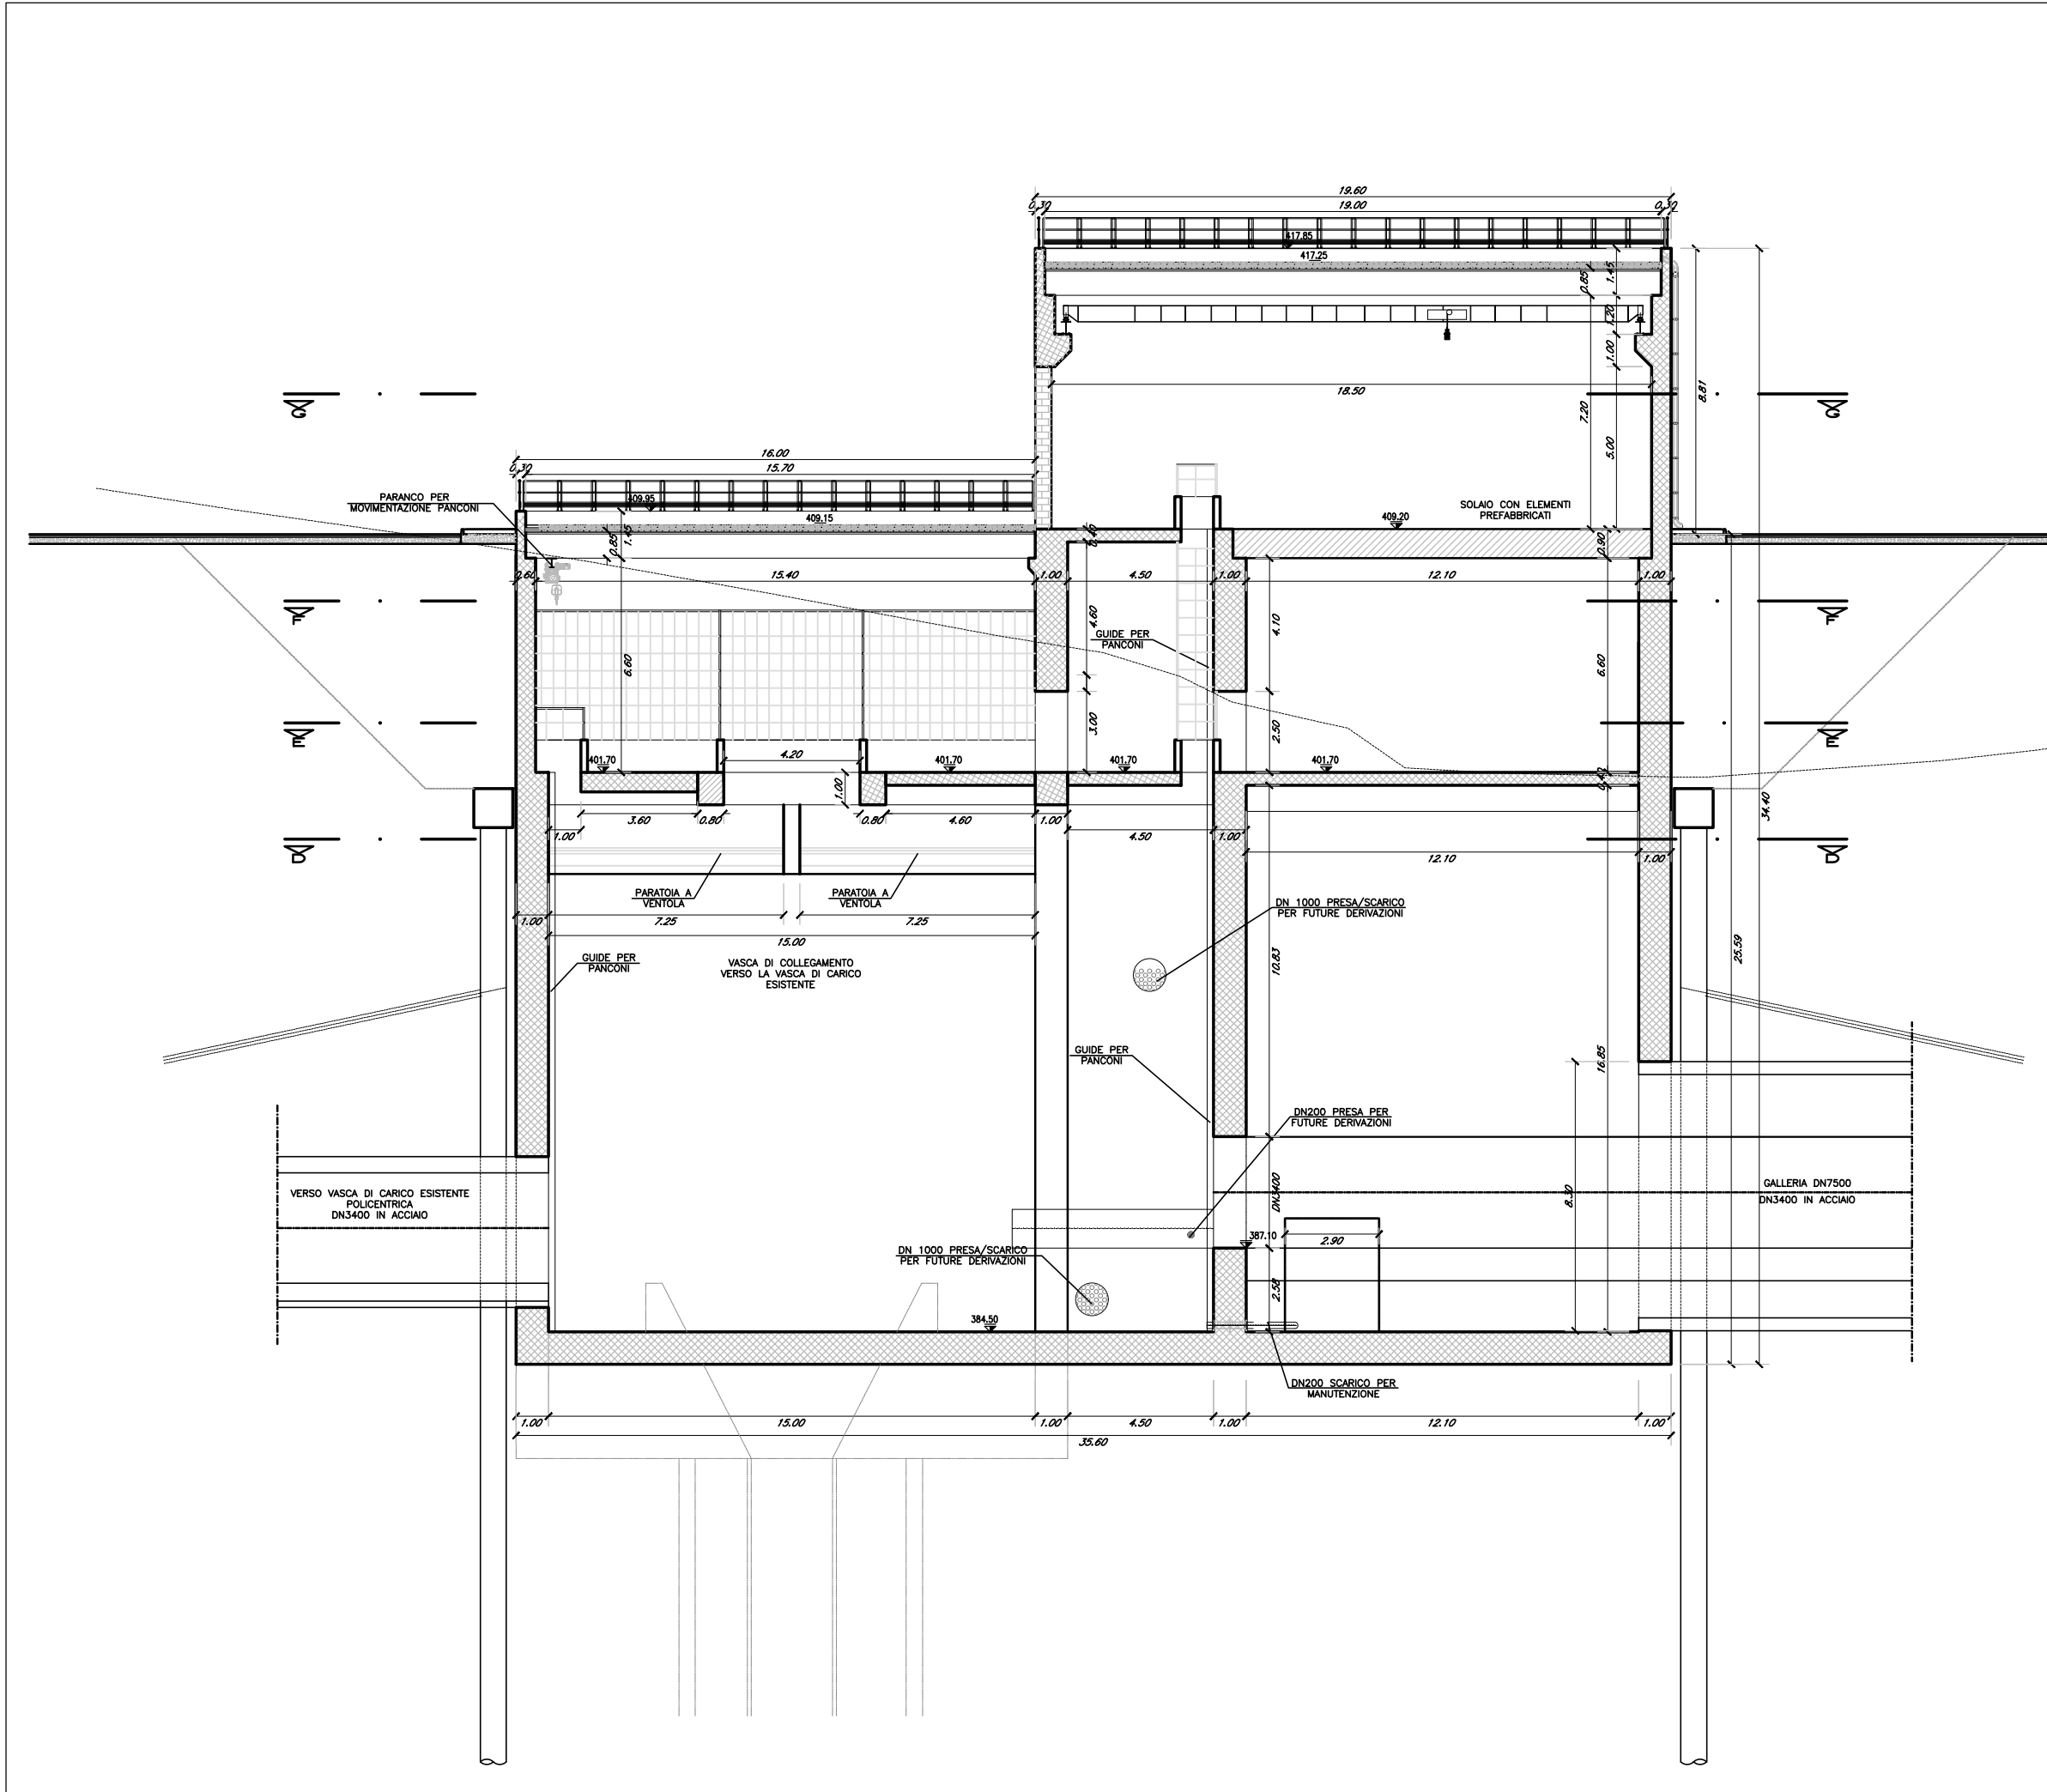 19.60
0.30 19.00 0.30
417.85
417.25
0.85 1.45
1.20
1.00
18.50
7.20 5.00
8.81
G G
16.00
0.30 15.70
PARANCO PER
MOVIMENTAZIONE PANCONI
409.95
409.15
0.85 1.45
0.40
409.20
SOLAIO CON ELEMENTI
PREFABBRICATI
0.90
0.60 15.40 1.00 4.50 1.00 12.10 1.00
F F
4.60
4.10
GUIDE PER
PANCONI
6.60
6.60
3.00
2.50
E E
4.20
401.70 401.70 401.70 401.70
0.40
1.00
34.40
3.60 0.80 0.80 4.60 1.00
1.00 4.50 1.00
D D
12.10 1.00
PARATOIA A
VENTOLA
PARATOIA A
VENTOLA
DN 1000 PRESA/SCARICO
PER FUTURE DERIVAZIONI
1.00 7.25 7.25
15.00
GUIDE PER
PANCONI
VASCA DI COLLEGAMENTO
VERSO LA VASCA DI CARICO
ESISTENTE
10.83
25.59
GUIDE PER
PANCONI
16.85
DN200 PRESA PER
FUTURE DERIVAZIONI
VERSO VASCA DI CARICO ESISTENTE
POLICENTRICA
DN3400 IN ACCIAIO
DN3400
8.30
GALLERIA DN7500
DN3400 IN ACCIAIO
387.10
2.90
DN 1000 PRESA/SCARICO
PER FUTURE DERIVAZIONI
2.58
384.50
DN200 SCARICO PER
MANUTENZIONE
1.00 15.00 1.00 4.50 1.00 12.10 1.00
35.60